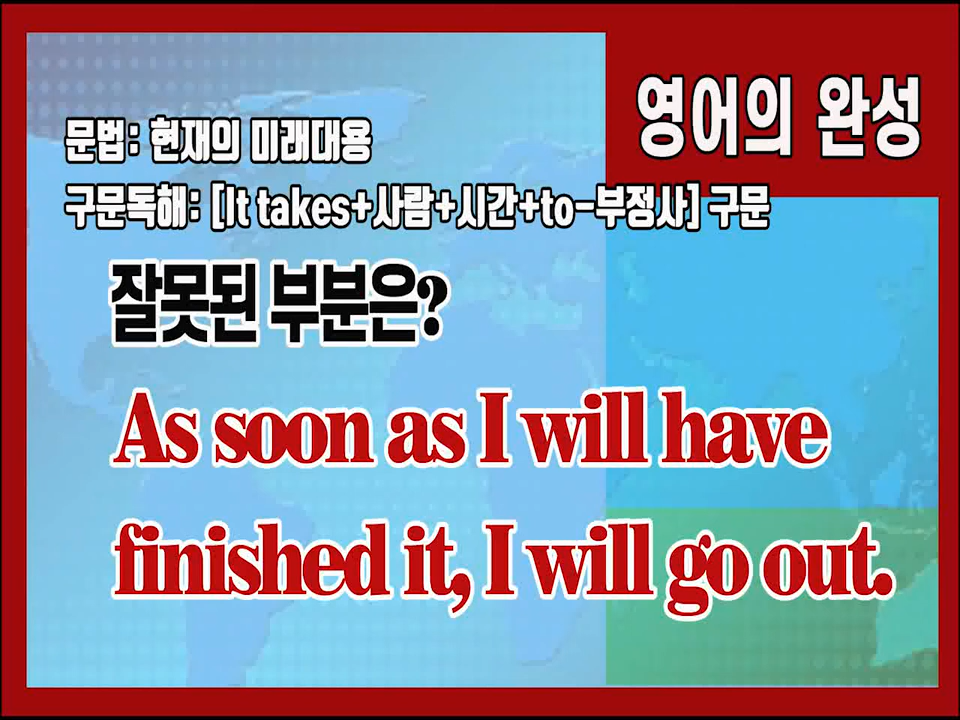 영어의 완성
문법: 현재의 미래대용
구문독해: [It takes+사람+시간+to-부정사] 구문
잘못된 부분은?
As soon as I will have
finished it, I will go out.